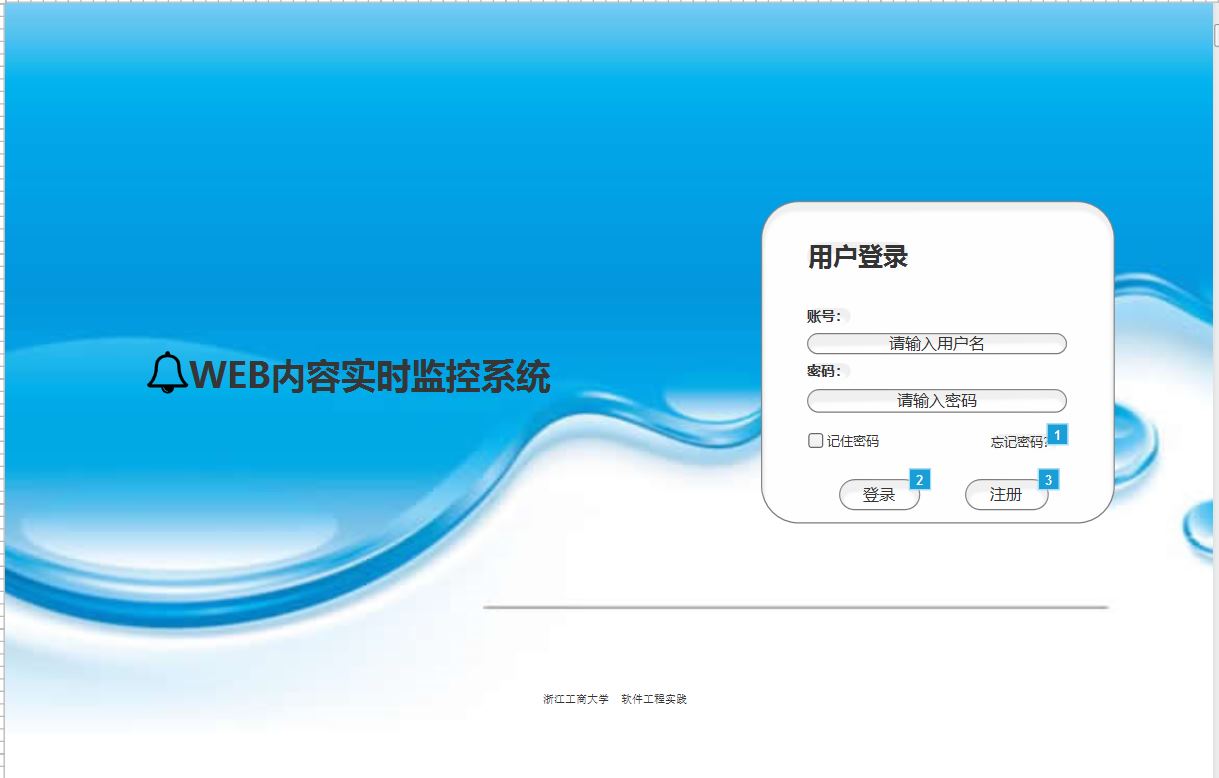 用户登录
账号：
请输入用户名
WEB内容实时监控系统
密码：
请输入密码
记住密码 忘记密码? 1
登录 2 注册 3
浙江工商大学 软件工程实践